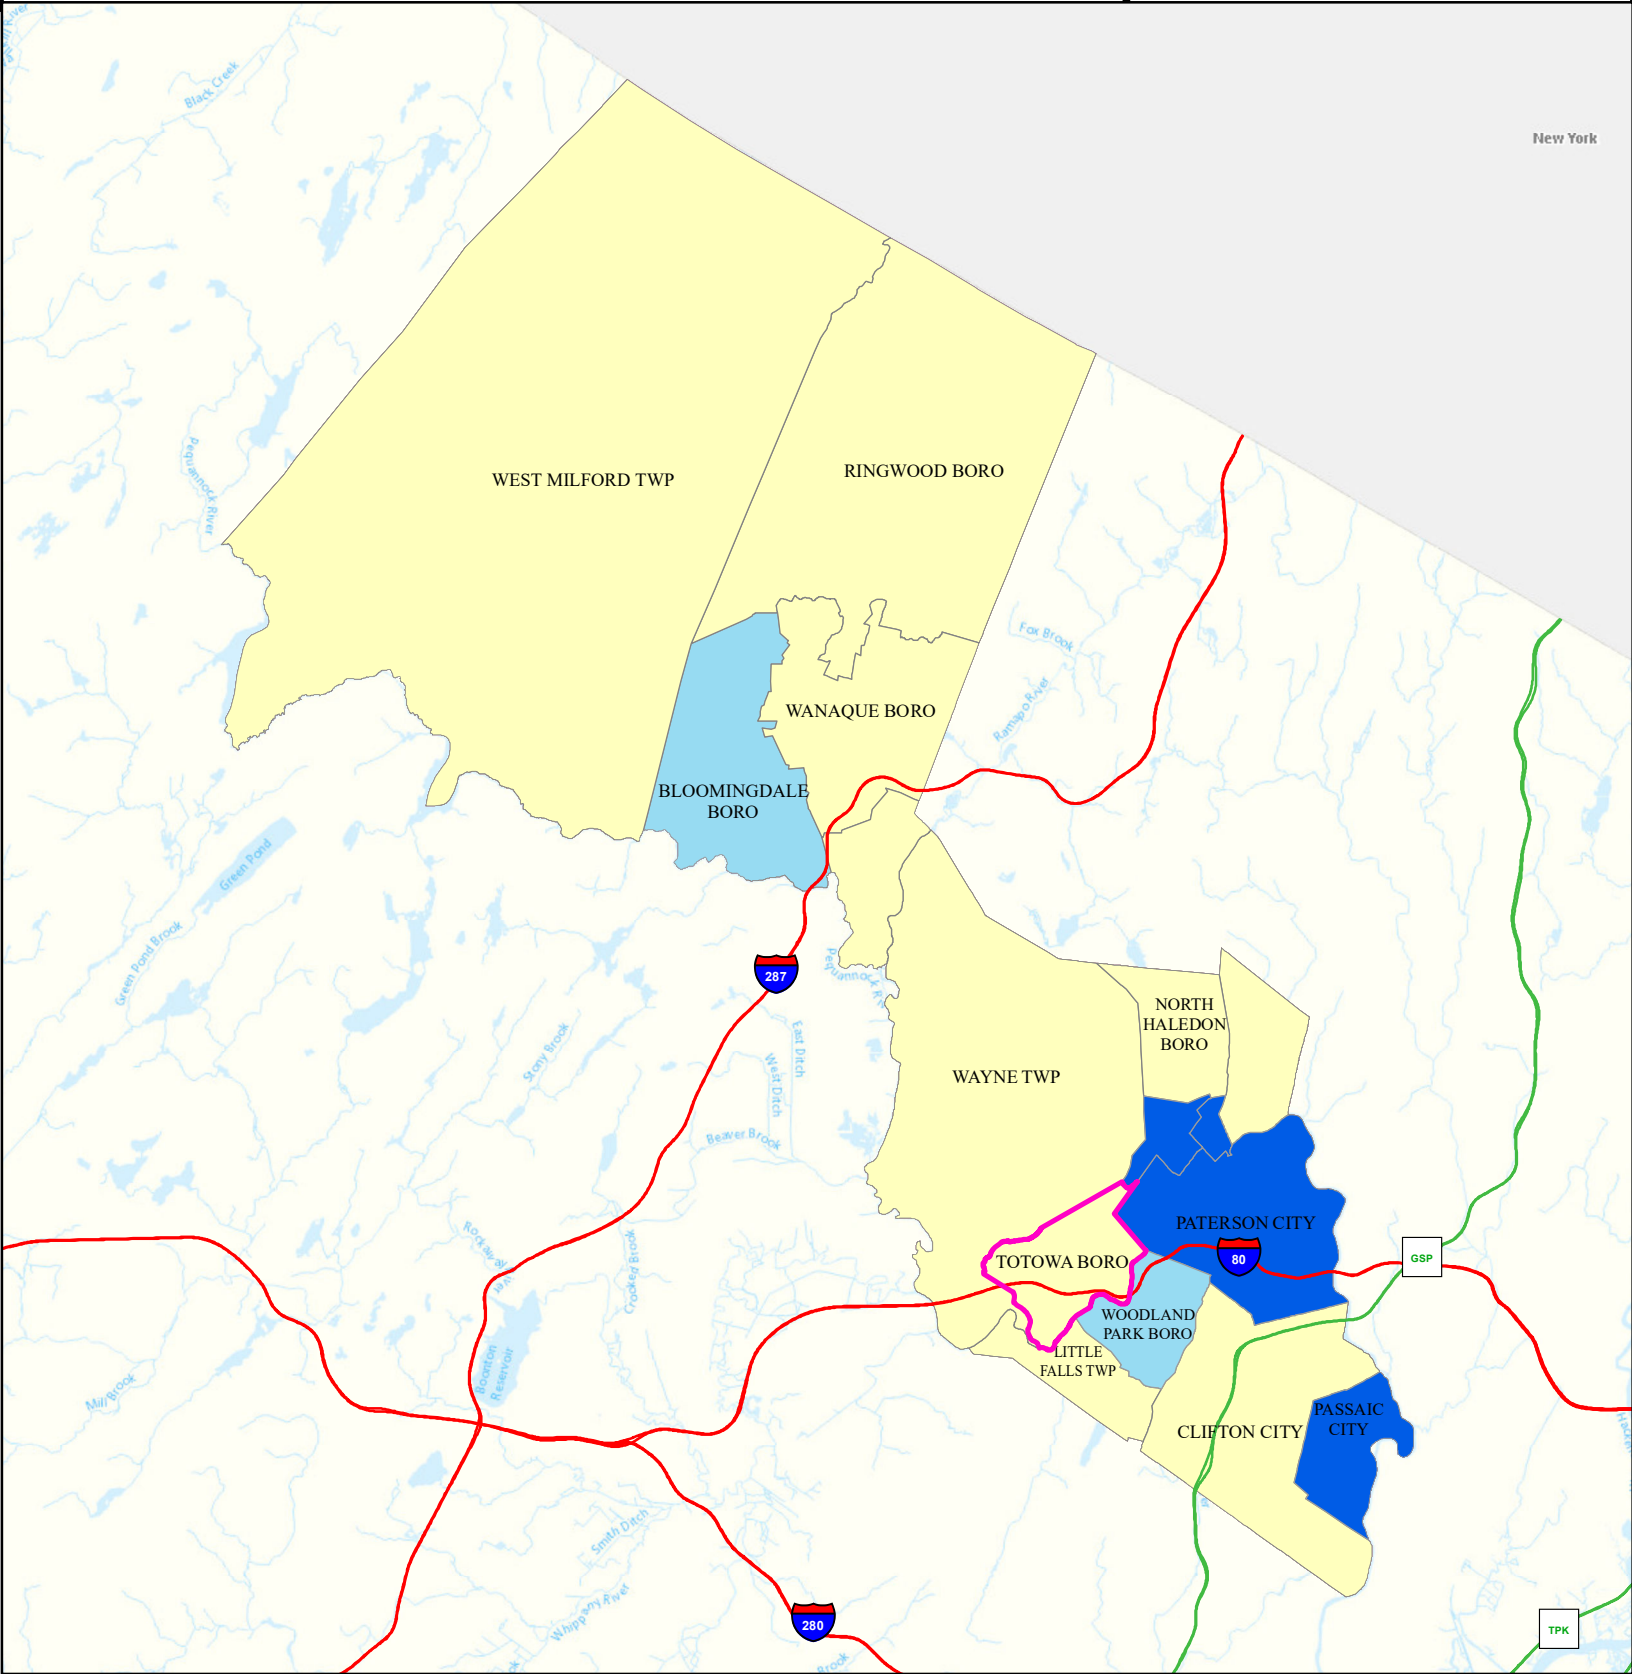 Black Creek
New York
Pequannock River
WEST MILFORD TWP
RINGWOOD BORO
Fox Brook
Ramapo River
WANAQUE BORO
BLOOMINGDALE
BORO
Green Pond
Green Pond Brook
287
Pequannock Riv
NORTH
HALEDON
BORO
Stony Brook
East Ditch
West Ditch
WAYNE TWP
Beaver Brook
PATERSON CITY
Rockaway River
Crooked Brook
TOTOWA BORO
80
GSP
WOODLAND
PARK BORO
LITTLE
FALLS TWP
Boonton
Reservoir
Mill Brook
PASSAIC
CITY
CLIFTON CITY
Smith Ditch
Whippany River
280
TPK
Brook